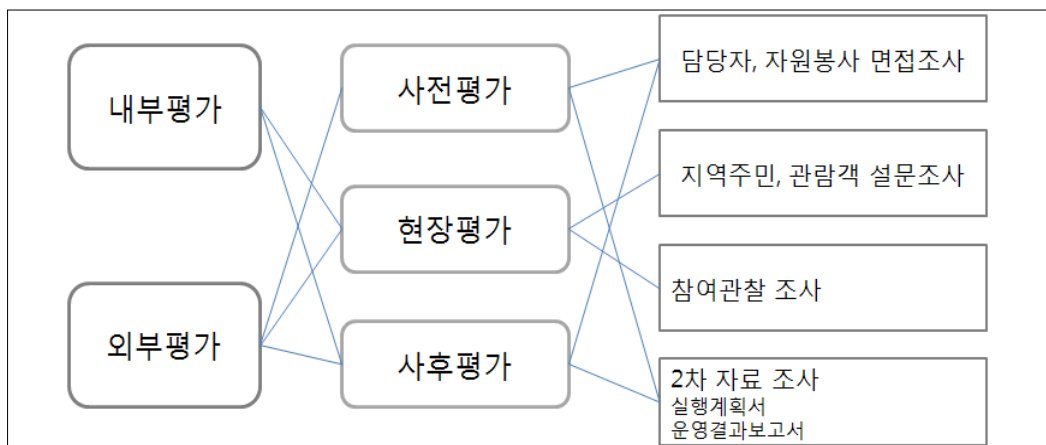 내부평가
외부평가
사전평가
현장평가
사후평가
담당자, 자원봉사 면접조사
지역주민, 관람객 설문조사
참여관찰 조사
2차 자료 조사
실행계획서
운영결과보고서